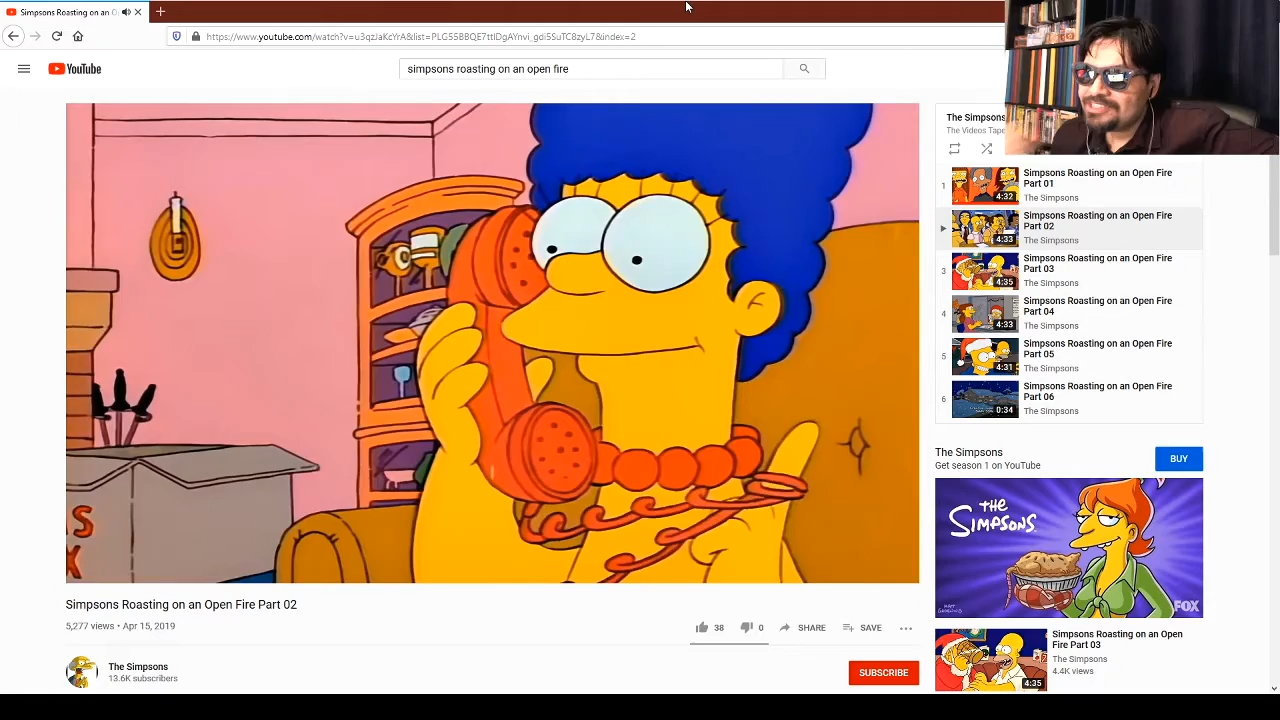 Simpsons Roasting on an O
https://www.youtube.com/watch?v=u3qzJaKcYrA&list=PLG55BBQE7ttIDgAYnvi_gdi5SuTC8zyL7&index=2
YouTube
simpsons roasting on an open fire
The Simpsons
The Videos Tape
1
Simpsons Roasting on an Open Fire
Part 01
The Simpsons
4:32
Simpsons Roasting on an Open Fire
Part 02
The Simpsons
4:33
3
Simpsons Roasting on an Open Fire
Part 03
The Simpsons
4:35
4
Simpsons Roasting on an Open Fire
Part 04
The Simpsons
4:33
5
Simpsons Roasting on an Open Fire
Part 05
The Simpsons
4:31
6
Simpsons Roasting on an Open Fire
Part 06
The Simpsons
0:34
The Simpsons
Get season 1 on YouTube
BUY
THE
SIMPSONS
FOX
AS
X
Simpsons Roasting on an Open Fire Part 02
5,277 views • Apr 15, 2019
38
0
SHARE
SAVE
The Simpsons
13.6K subscribers
SUBSCRIBE
Simpsons Roasting on an Open Fire
Part 03
The Simpsons
4.4K views
4:35